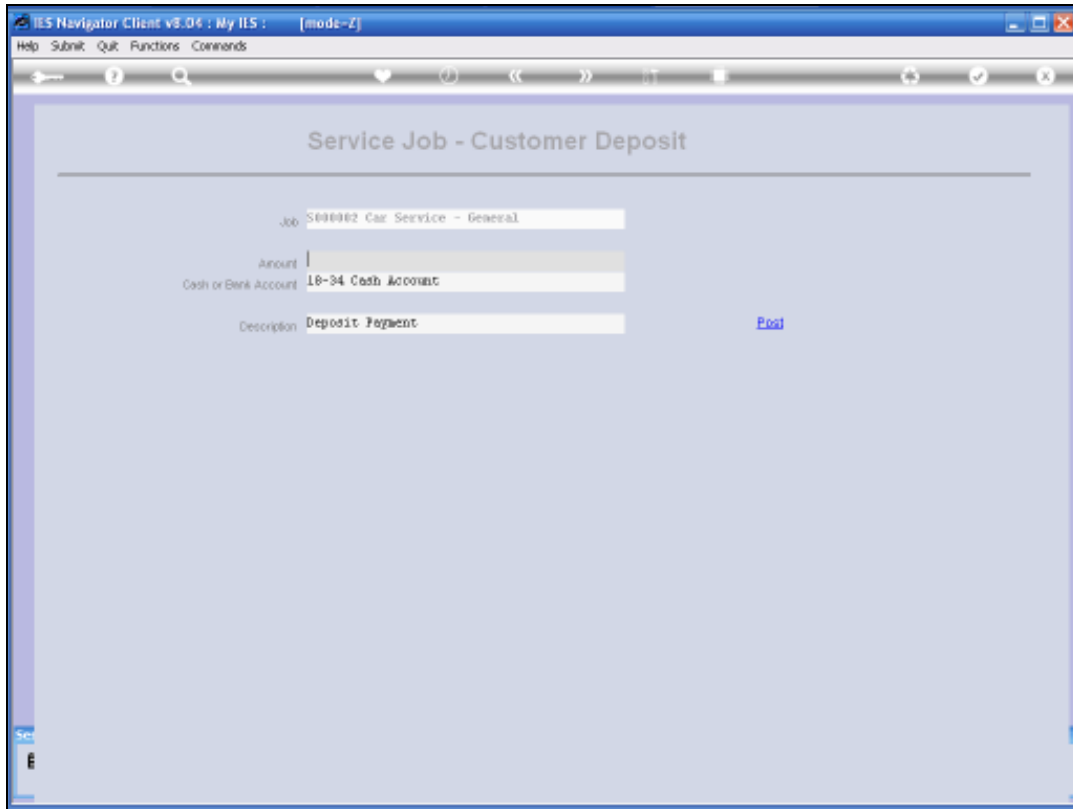 IES Navigator Client v8.04 : My IES : [mode=Z]
Help Submit Quit Functions Commands
Service Job - Customer Deposit
Job S000002 Car Service - General
Amount
Cash or Bank Account 18-34 Cash Account
Description Deposit Payment Post